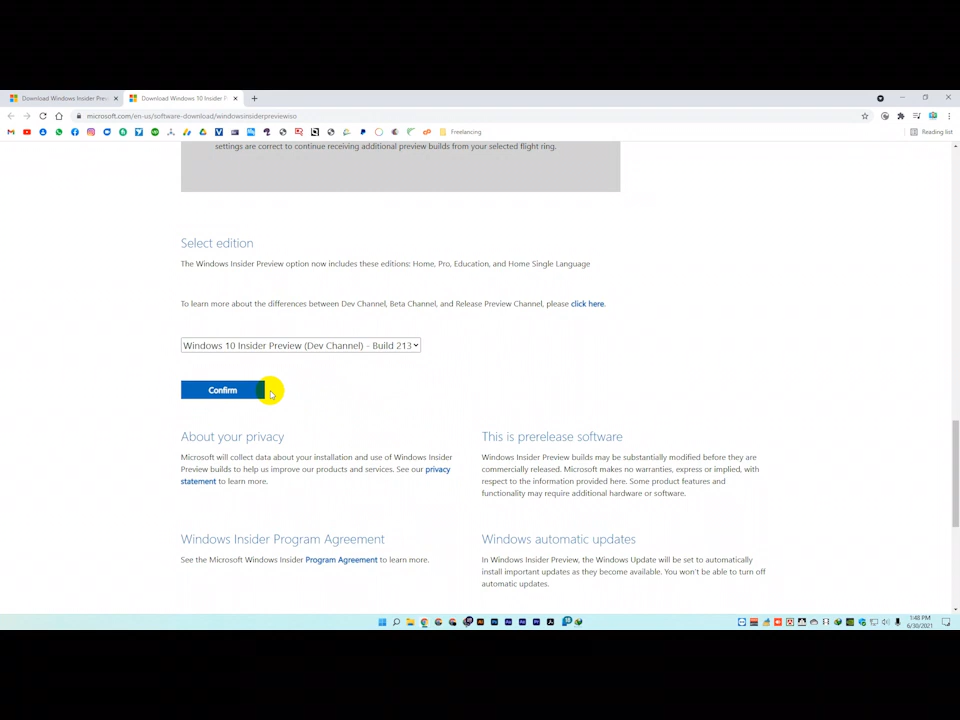 Download Windows Insider Prev
Download Windows 10 Insider P
microsoft.com/en-us/software-download/windowsinsiderpreviewiso
Freelancing
Reading list
settings are correct to continue receiving additional preview builds from your selected flight ring.
Select edition
The Windows Insider Preview option now includes these editions: Home, Pro, Education, and Home Single Language
To learn more about the differences between Dev Channel, Beta Channel, and Release Preview Channel, please click here.
Windows 10 Insider Preview (Dev Channel) - Build 213
Confirm
About your privacy
Microsoft will collect data about your installation and use of Windows Insider
Preview builds to help us improve our products and services. See our privacy
statement to learn more.
This is prerelease software
Windows Insider Preview builds may be substantially modified before they are
commercially released. Microsoft makes no warranties, express or implied, with
respect to the information provided here. Some product features and
functionality may require additional hardware or software.
Windows Insider Program Agreement
See the Microsoft Windows Insider Program Agreement to learn more.
Windows automatic updates
In Windows Insider Preview, the Windows Update will be set to automatically
install important updates as they become available. You won't be able to turn off
automatic updates.
1:48 PM
6/30/2021